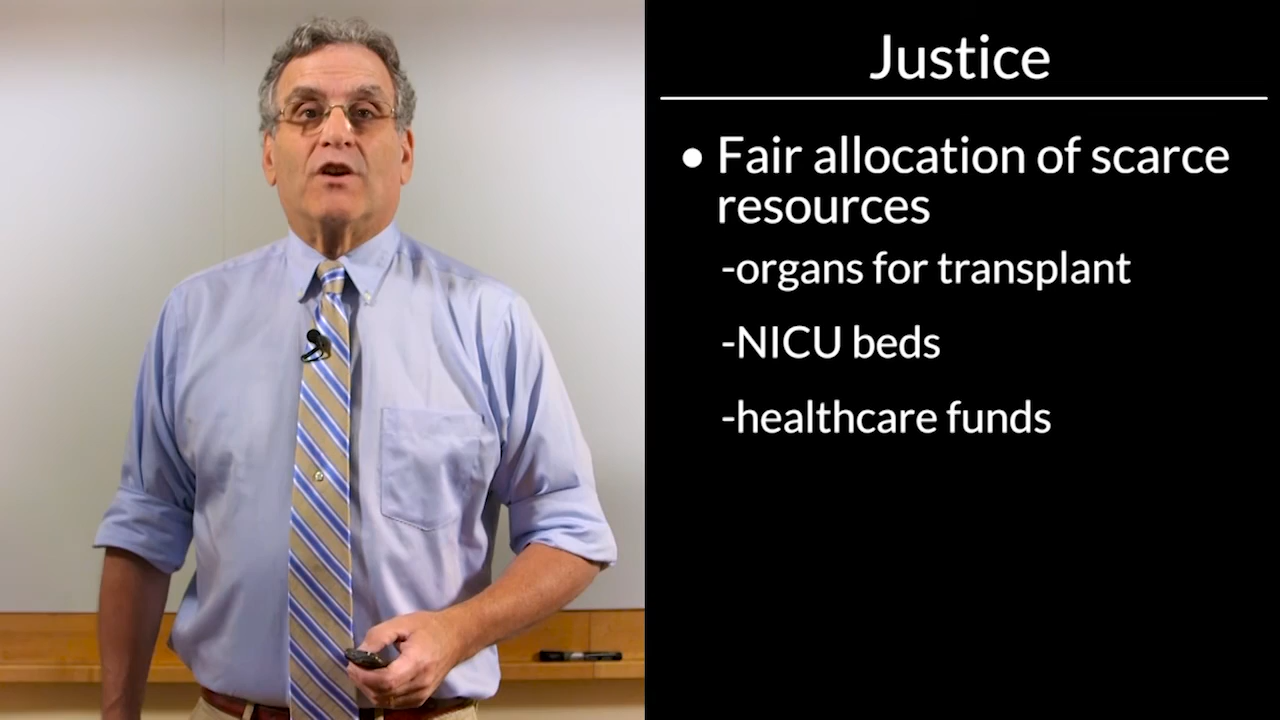 Justice
• Fair allocation of scarce
resources
-organs for transplant
-NICU beds
-healthcare funds